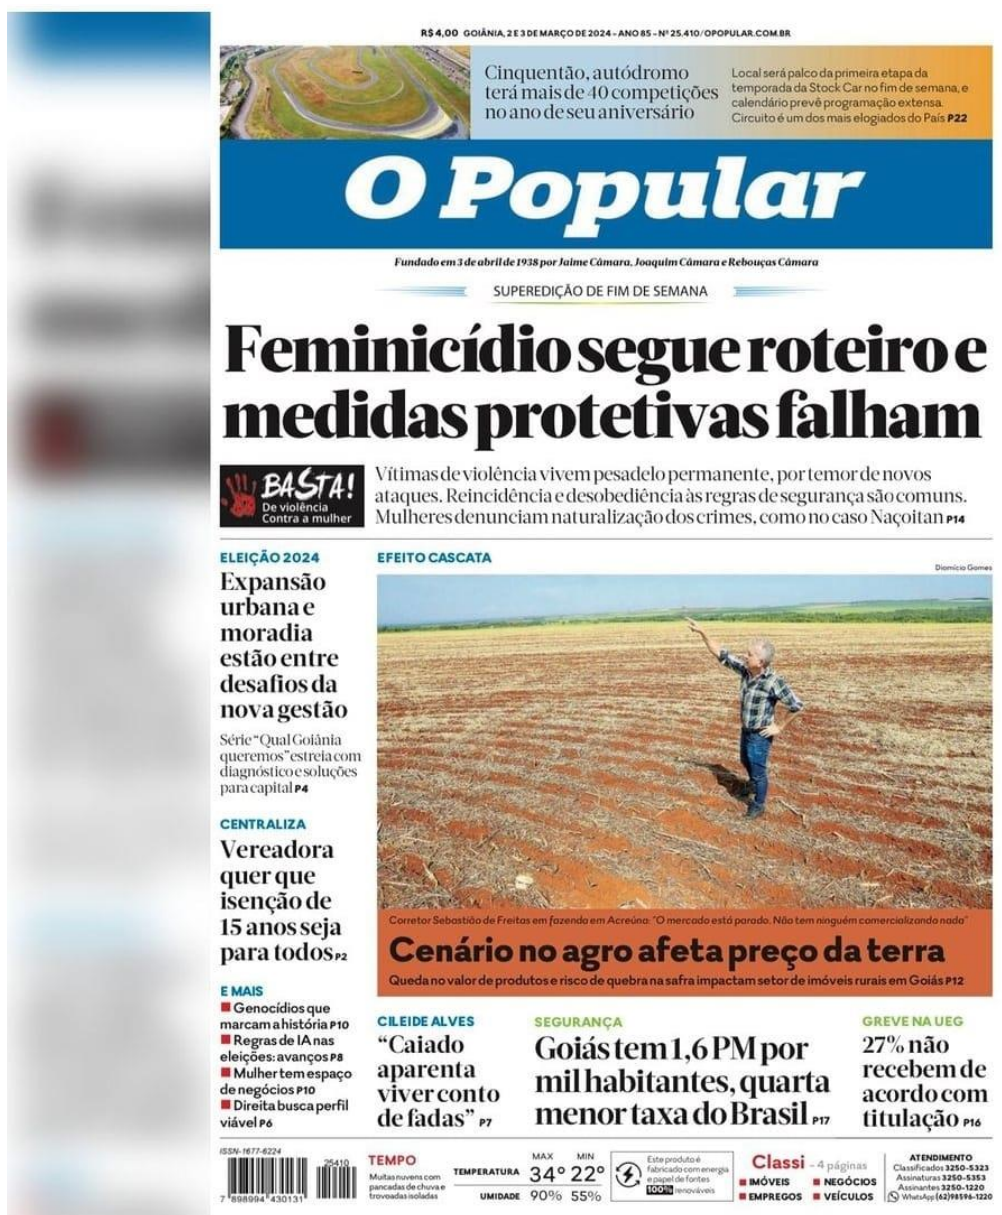 R$ 4,00 GOIÂNIA, 2 E 3 DE MARÇO DE 2024 – ANO 85 – Nº 25.410/OPOPULAR.COM.BR
Cinquentão, autódromo
terá mais de 40 competições
no ano de seu aniversário
Local será palco da primeira etapa da
temporada da Stock Car no fim de semana, e
calendário prevê programação extensa.
Circuito é um dos mais elogiados do País P22
O Popular
Fundado em 3 de abril de 1938 por Jaime Câmara, Joaquim Câmara e Rebouças Câmara
SUPEREDIÇÃO DE FIM DE SEMANA
Feminicídio segue roteiro e
medidas protetivas falham
BASTA!
De violência
Contra a mulher
Vítimas de violência vivem pesadelo permanente, por temor de novos
ataques. Reincidência e desobediência às regras de segurança são comuns.
Mulheres denunciam naturalização dos crimes, como no caso Naçoitan P14
ELEIÇÃO 2024
Expansão
urbana e
moradia
estão entre
desafios da
nova gestão
Série "Qual Goiânia
queremos" estreia com
diagnóstico e soluções
para capital P4
CENTRALIZA
Vereadora
quer que
isenção de
15 anos seja
para todos P2
E MAIS
Genocídios que
marcam a história P10
Regras de IA nas
eleições: avanços P8
Mulher tem espaço
de negócios P10
Direita busca perfil
viável P6
EFEITO CASCATA
Diomício Gomes
Corretor Sebastião de Freitas em fazenda em Acreúna: "O mercado está parado. Não tem ninguém comercializando nada"
Cenário no agro afeta preço da terra
Queda no valor de produtos e risco de quebra na safra impactam setor de imóveis rurais em Goiás P12
CILEIDE ALVES
"Caiado
aparenta
viver conto
de fadas" P7
SEGURANÇA
Goiás tem 1,6 PM por
mil habitantes, quarta
menor taxa do Brasil P17
GREVE NA UEG
27% não
recebem de
acordo com
titulação P16
ISSN-1677-6224
25410
7 898994 430131
TEMPO
Muitas nuvens com
pancadas de chuva e
trovoadas isoladas
MAX MIN
TEMPERATURA 34° 22°
UMIDADE 90% 55%
Este produto é
fabricado com energia
e papel de fontes
100% renováveis
Classi - 4 páginas
IMÓVEIS NEGÓCIOS
EMPREGOS VEÍCULOS
ATENDIMENTO
Classificados 3250-5323
Assinaturas 3250-5353
Assinantes 3250-1220
WhatsApp (62)98596-1220